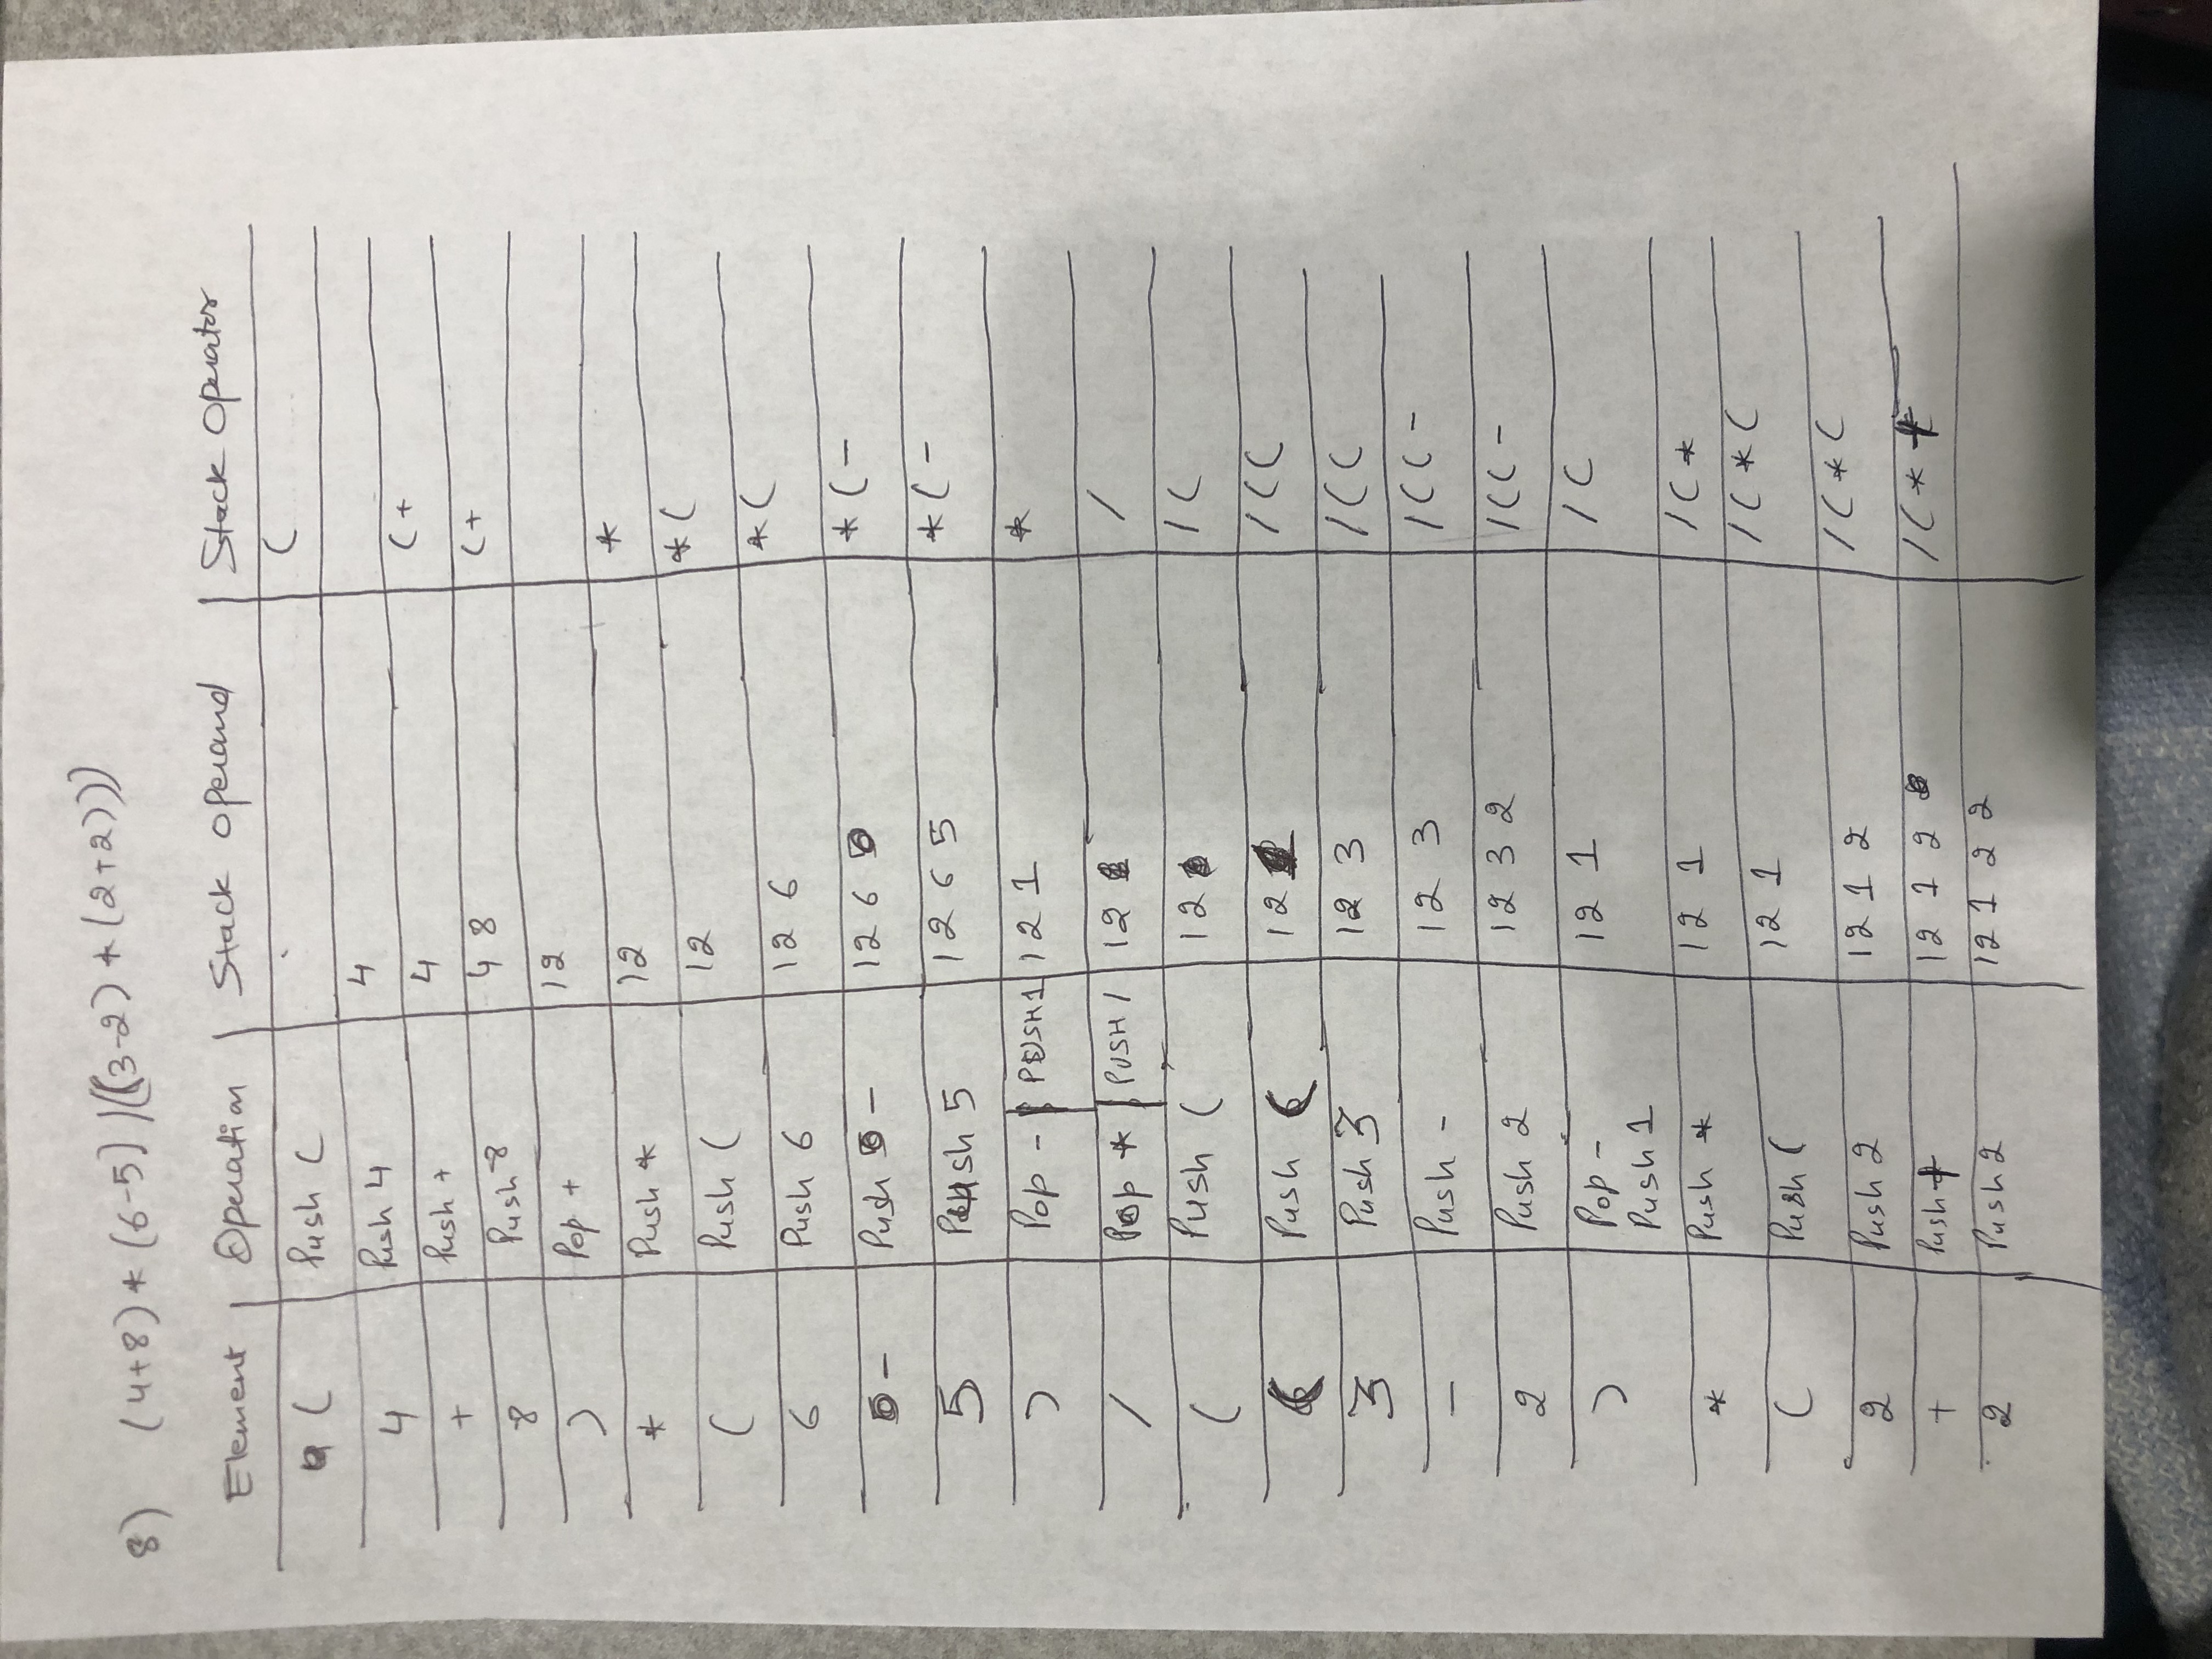 8) (4+8) * (6-5) /((3-2) * (2+2)))
Element Operation Stack Operand Stack Operator
( Push ( (
4 Push 4 4
+ Push + 4 (+
8 Push 8 4 8 (+
) Pop + 12
* Push * 12 *
( Push ( 12 *(
6 Push 6 12 6 *(
- Push - 12 6 *(-
5 Push 5 12 6 5 *(-
) Pop - PUSH 1 12 1 *
/ Pop * PUSH / 12 /
( Push ( 12 /(
( Push ( 12 /((
3 Push 3 12 3 /((
- Push - 12 3 /((-
2 Push 2 12 3 2 /((-
) Pop - 12 1 /(
Push 1
* Push * 12 1 /(*
( Push ( 12 1 /(*(
2 Push 2 12 1 2 /(*(
+ Push + 12 1 2 /(*
2 Push 2 12 1 2 2